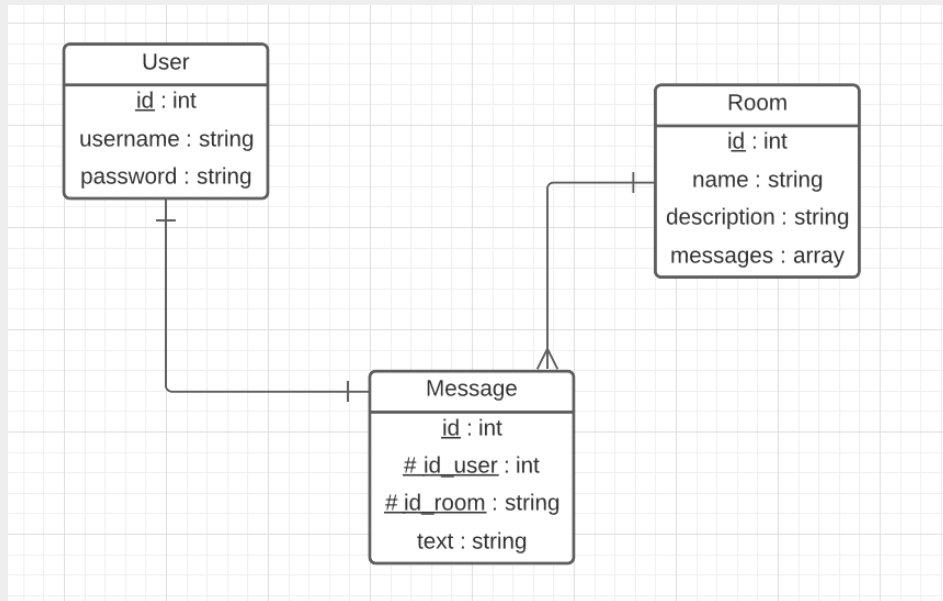 User
id : int
username : string
password : string
Room
id : int
name : string
description : string
messages : array
Message
id : int
# id_user : int
# id_room : string
text : string